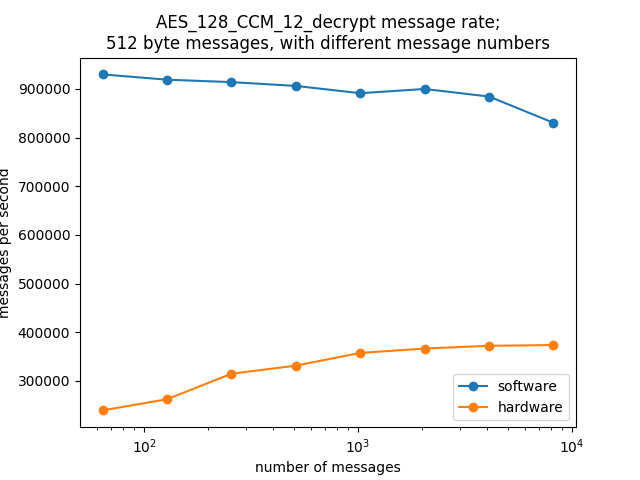 AES_128_CCM_12_decrypt message rate;
512 byte messages, with different message numbers
900000
800000
700000
600000
500000
400000
300000
messages per second
10²
10³
10⁴
number of messages
software
hardware